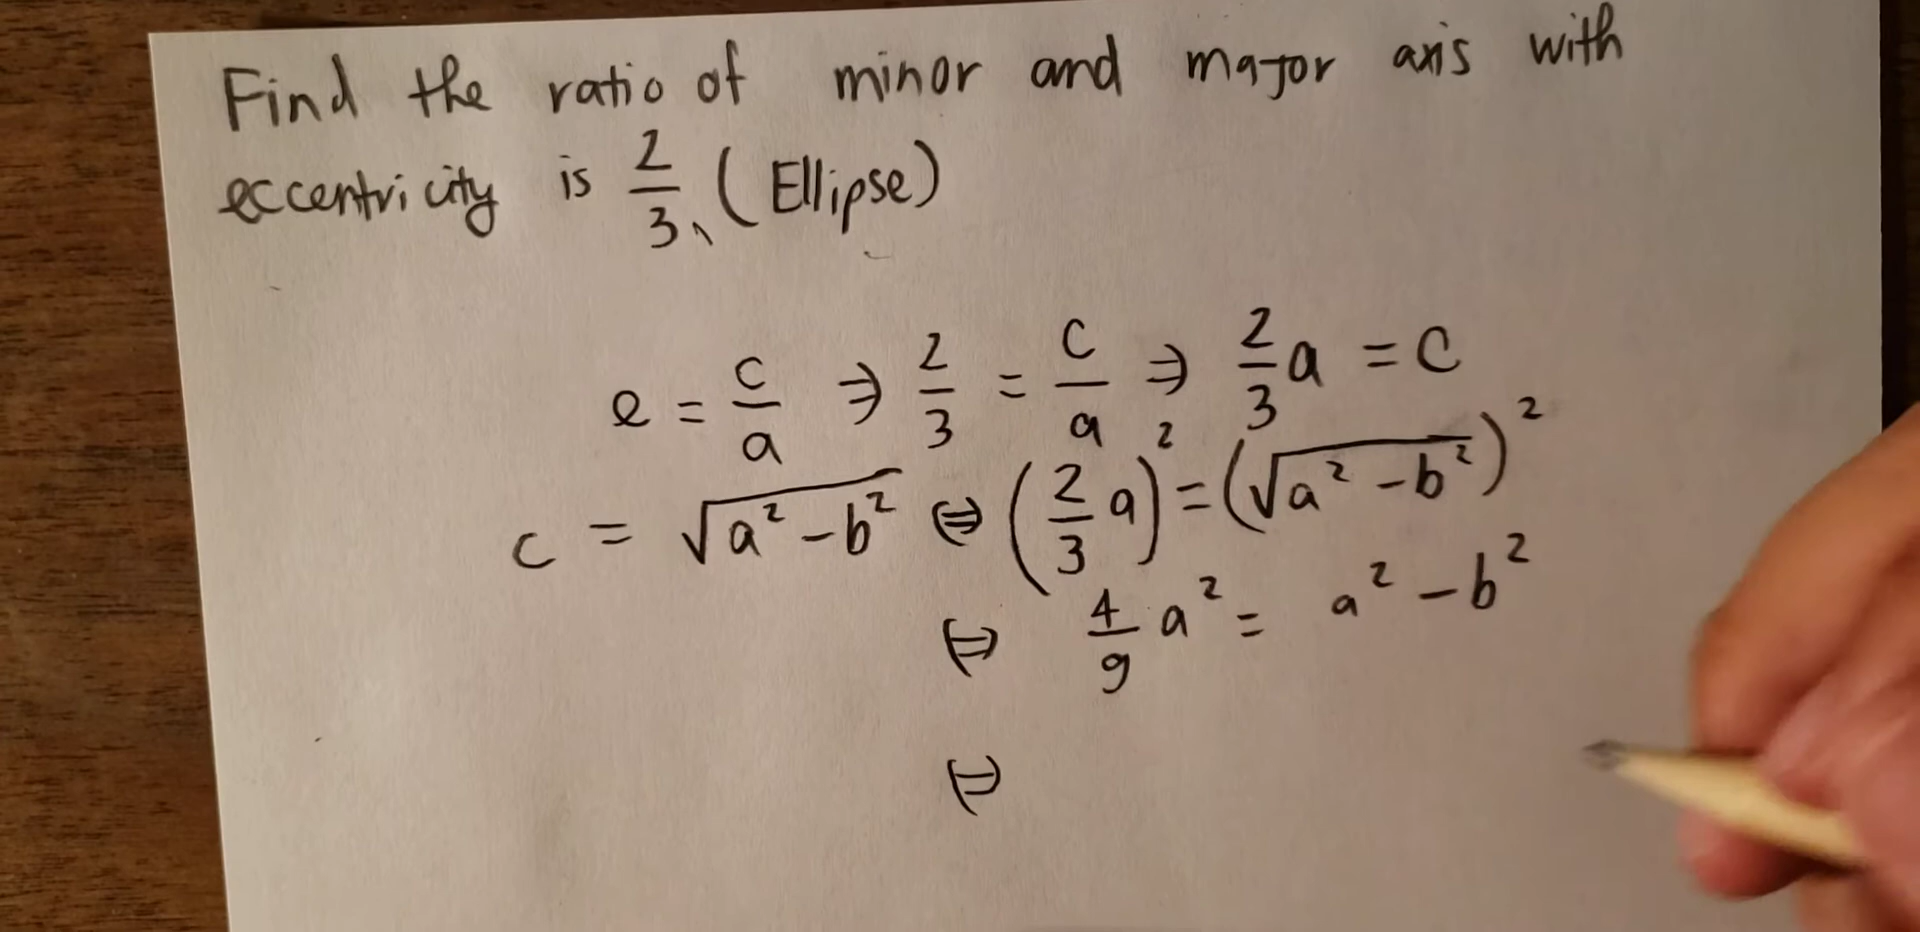 Find the ratio of minor and major axis with
eccentricity is 2/3. (Ellipse)
e = c/a ⇒ 2/3 = c/a ⇒ 2/3 a = c
c = √(a² - b²) ⇔ (2/3 a)² = (√(a² - b²))²
⇔ 4/9 a² = a² - b²
⇔